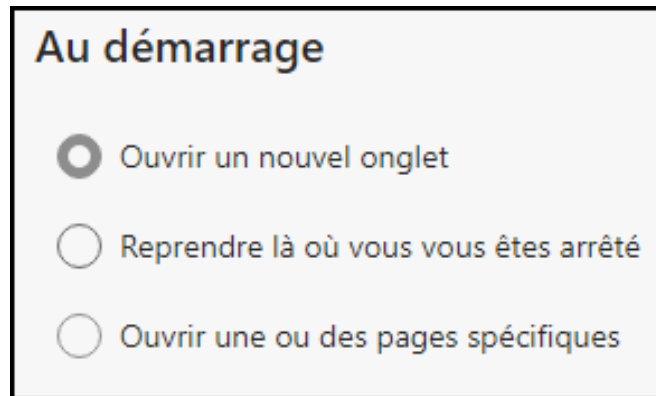 Au démarrage
Ouvrir un nouvel onglet
Reprendre là où vous vous êtes arrêté
Ouvrir une ou des pages spécifiques